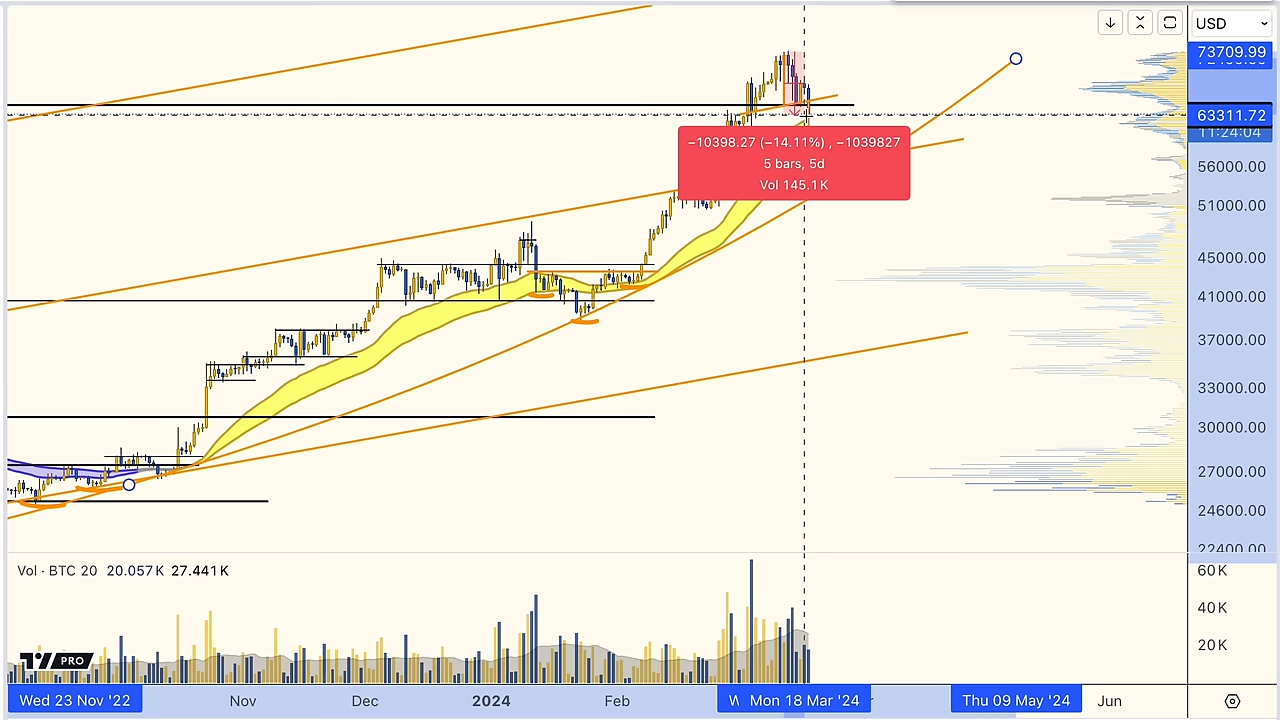 USD
73709.99
63311.72
11:24:04
56000.00
51000.00
45000.00
41000.00
37000.00
33000.00
30000.00
27000.00
24600.00
22400.00
−10398.27 (−14.11%) , −1039827
5 bars, 5d
Vol 145.1K
Vol · BTC 20 20.057K 27.441K
60K
40K
20K
PRO
Wed 23 Nov '22
Nov
Dec
2024
Feb
W
Mon 18 Mar '24
Thu 09 May '24
Jun